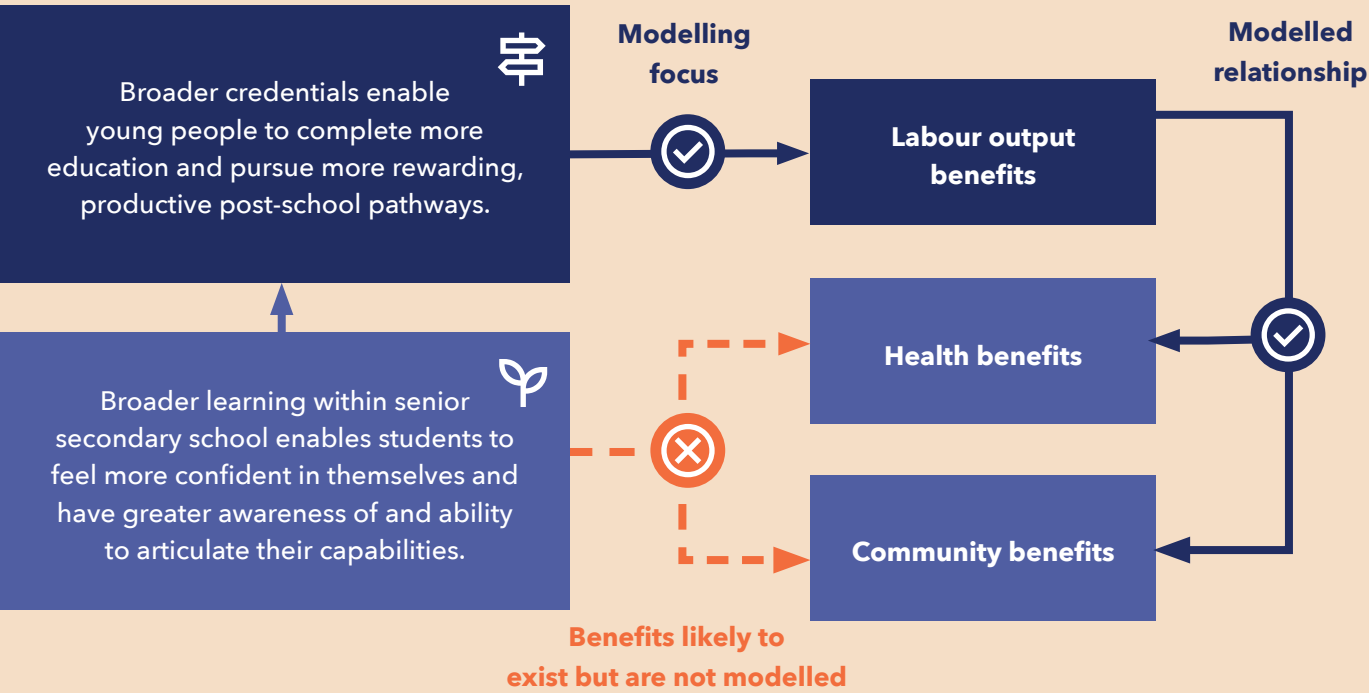 Broader credentials enable
young people to complete more
education and pursue more rewarding,
productive post-school pathways.
Modelling
focus
Labour output
benefits
Modelled
relationship
Broader learning within senior
secondary school enables students to
feel more confident in themselves and
have greater awareness of and ability
to articulate their capabilities.
Health benefits
Community benefits
Benefits likely to
exist but are not modelled